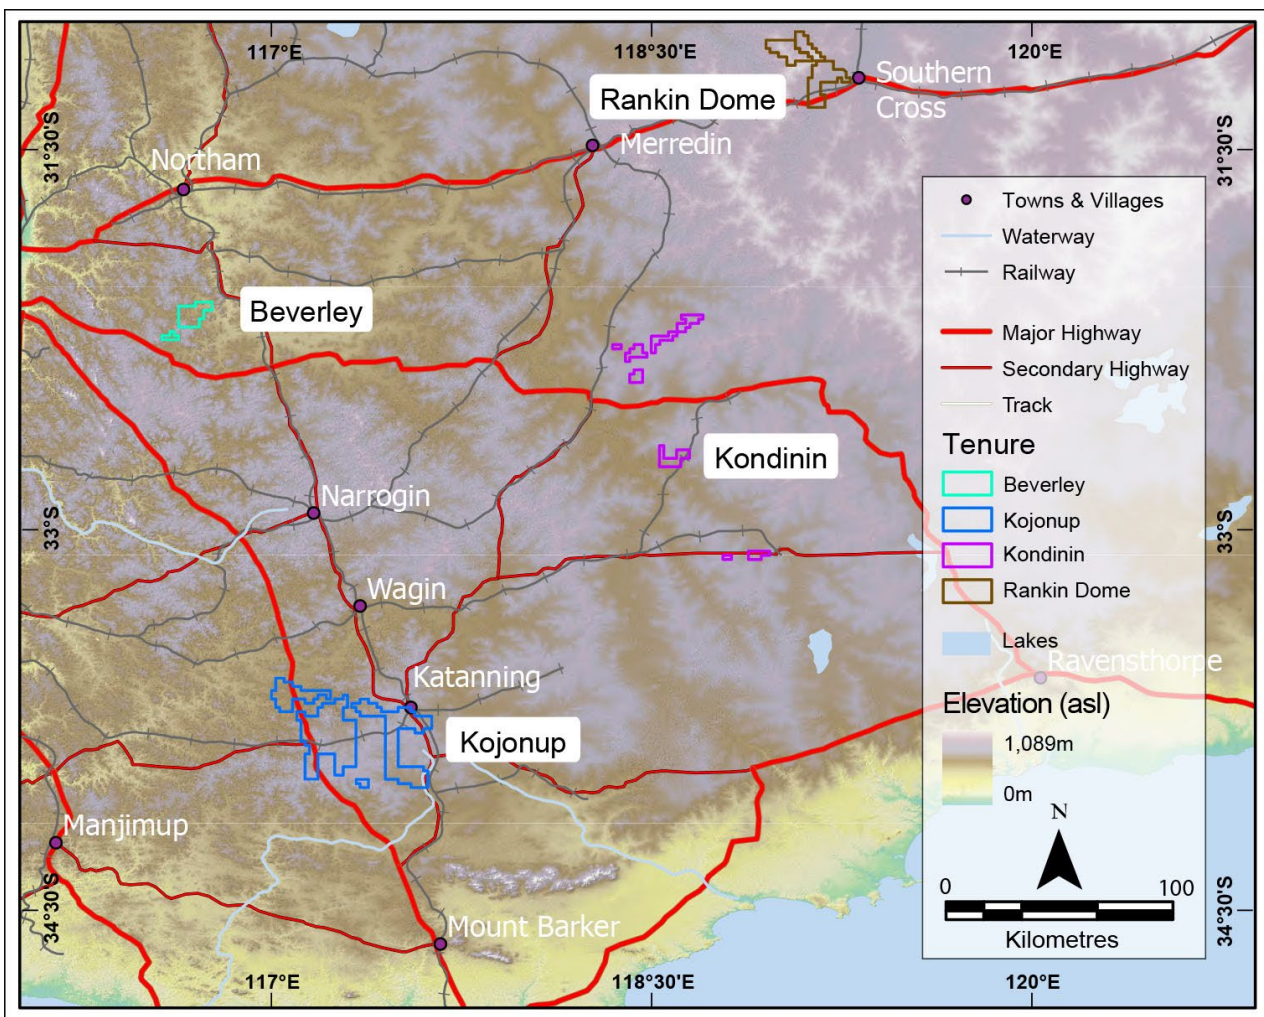 117°E
118°30'E
120°E
Southern
Cross
Rankin Dome
Merredin
31°30'S
31°30'S
Northam
Towns & Villages
Waterway
Railway
Beverley
Major Highway
Secondary Highway
Track
Tenure
Kondinin
Beverley
Narrogin
Kojonup
33°S
33°S
Kondinin
Wagin
Rankin Dome
Lakes
Ravensthorpe
Katanning
Elevation (asl)
Kojonup
1,089m
0m
N
Manjimup
0
100
34°30'S
34°30'S
Mount Barker
Kilometres
117°E
118°30'E
120°E